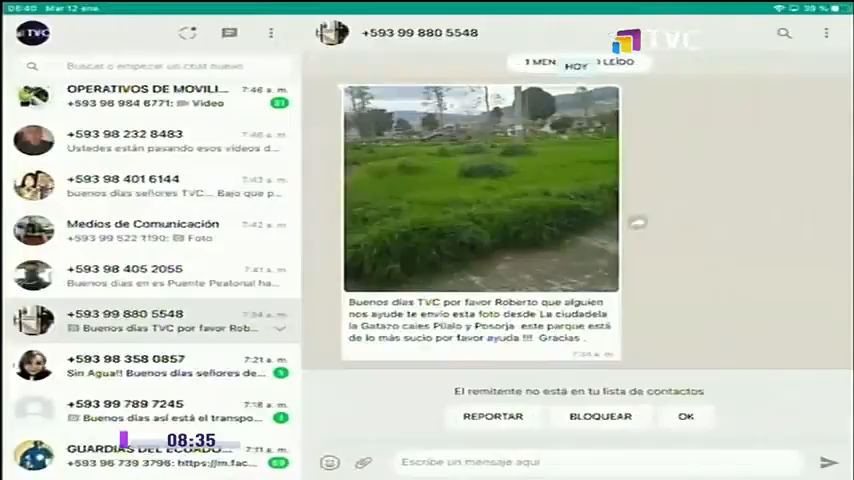 08:40 Mar 12 ene.
39 %
TVC
+593 99 880 5548
TVC
Buscar o empezar un chat nuevo
OPERATIVOS DE MOVILI...
7:46 a. m.
+593 96 984 6771: Video
31
+593 98 232 8483
7:46 a. m.
Ustedes están pasando esos videos d...
+593 98 401 6144
7:43 a. m.
buenos días señores TVC... Bajo que p...
Medios de Comunicación
7:42 a. m.
+593 99 522 7190: Foto
+593 98 405 2055
7:41 a. m.
Buenos días en es Puente Peatonal ha...
+593 99 880 5548
7:34 a. m.
Buenos días TVC por favor Rob...
+593 98 358 0857
7:21 a. m.
Sin Agua!! Buenos días señores de...
1
+593 99 789 7245
7:18 a. m.
Buenos días así está el transpo...
1
GUARDIAS DEL ECUADO...
7:11 a. m.
+593 96 739 3796: https://m.fac...
08:35
1 MEN
LEÍDO
HOY
Buenos días TVC por favor Roberto que alguien
nos ayude te envío esta foto desde La ciudadela
la Gatazo calles Pilalo y Posorja este parque está
de lo más sucio por favor ayuda !!! Gracias .
7:34 a. m.
El remitente no está en tu lista de contactos
REPORTAR
BLOQUEAR
OK
Escribe un mensaje aquí